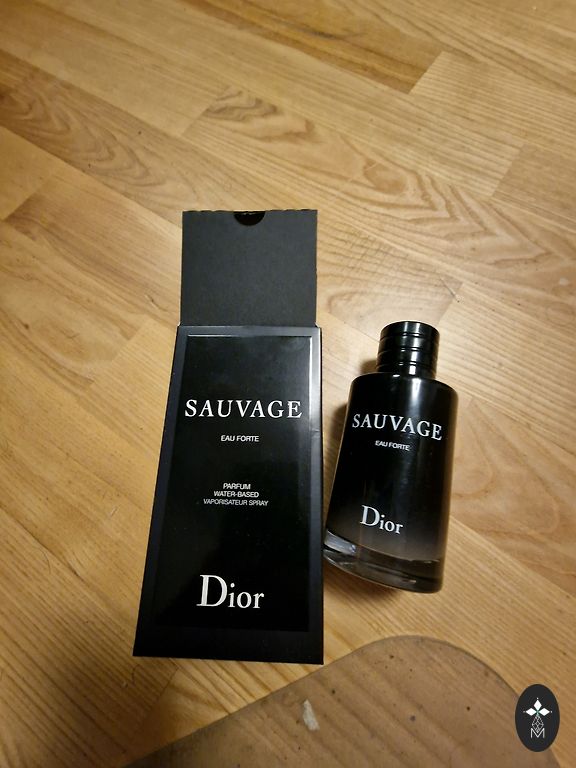 SAUVAGE
EAU FORTE
PARFUM
WATER-BASED
VAPORISATEUR SPRAY
Dior
SAUVAGE
EAU FORTE
Dior
M